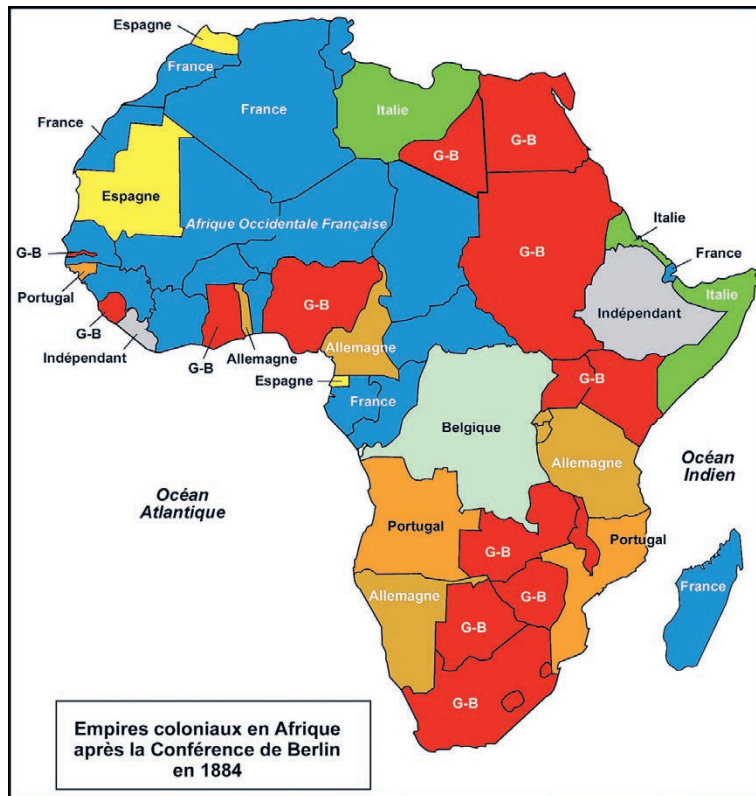 Espagne
France
France
France
Italie
G-B
G-B
Espagne
Afrique Occidentale Française
G-B
Italie
France
G-B
Portugal
G-B
Italie
Indépendant
G-B
Indépendant
G-B
Allemagne
Allemagne
Espagne
G-B
France
Belgique
Allemagne
Océan
Indien
Océan
Atlantique
Portugal
Portugal
G-B
Allemagne
G-B
France
G-B
G-B
Empires coloniaux en Afrique
après la Conférence de Berlin
en 1884